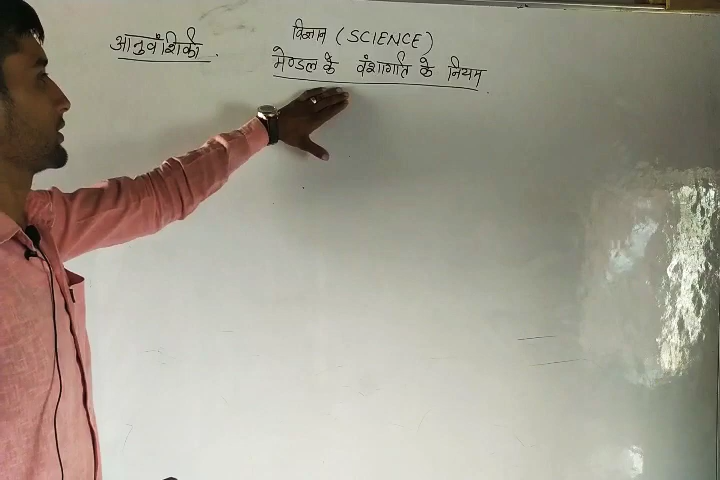 विज्ञान (SCIENCE)
आनुवंशिकी.
मेण्डल के वंशागति के नियम.